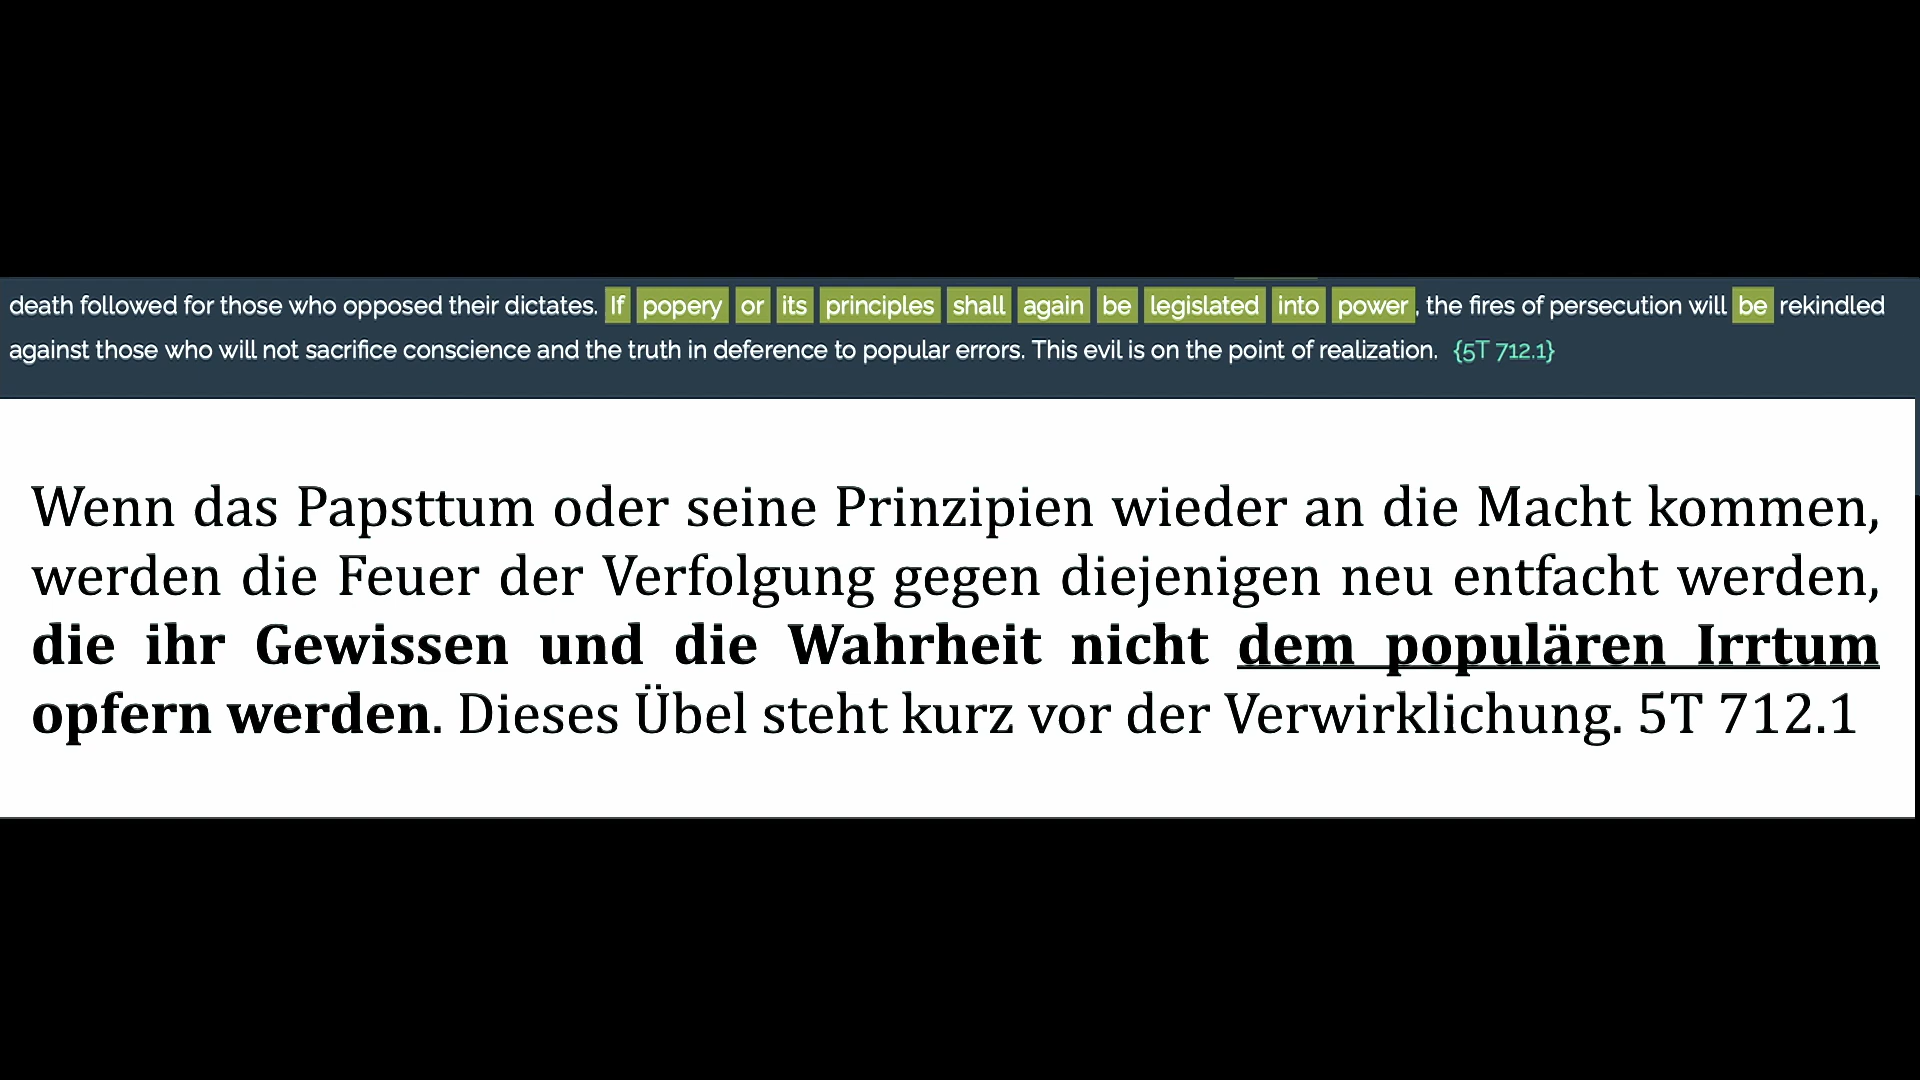 death followed for those who opposed their dictates. If popery or its principles shall again be legislated into power, the fires of persecution will be rekindled
against those who will not sacrifice conscience and the truth in deference to popular errors. This evil is on the point of realization. {5T 712.1}
Wenn das Papsttum oder seine Prinzipien wieder an die Macht kommen,
werden die Feuer der Verfolgung gegen diejenigen neu entfacht werden,
die ihr Gewissen und die Wahrheit nicht dem populären Irrtum
opfern werden. Dieses Übel steht kurz vor der Verwirklichung. 5T 712.1